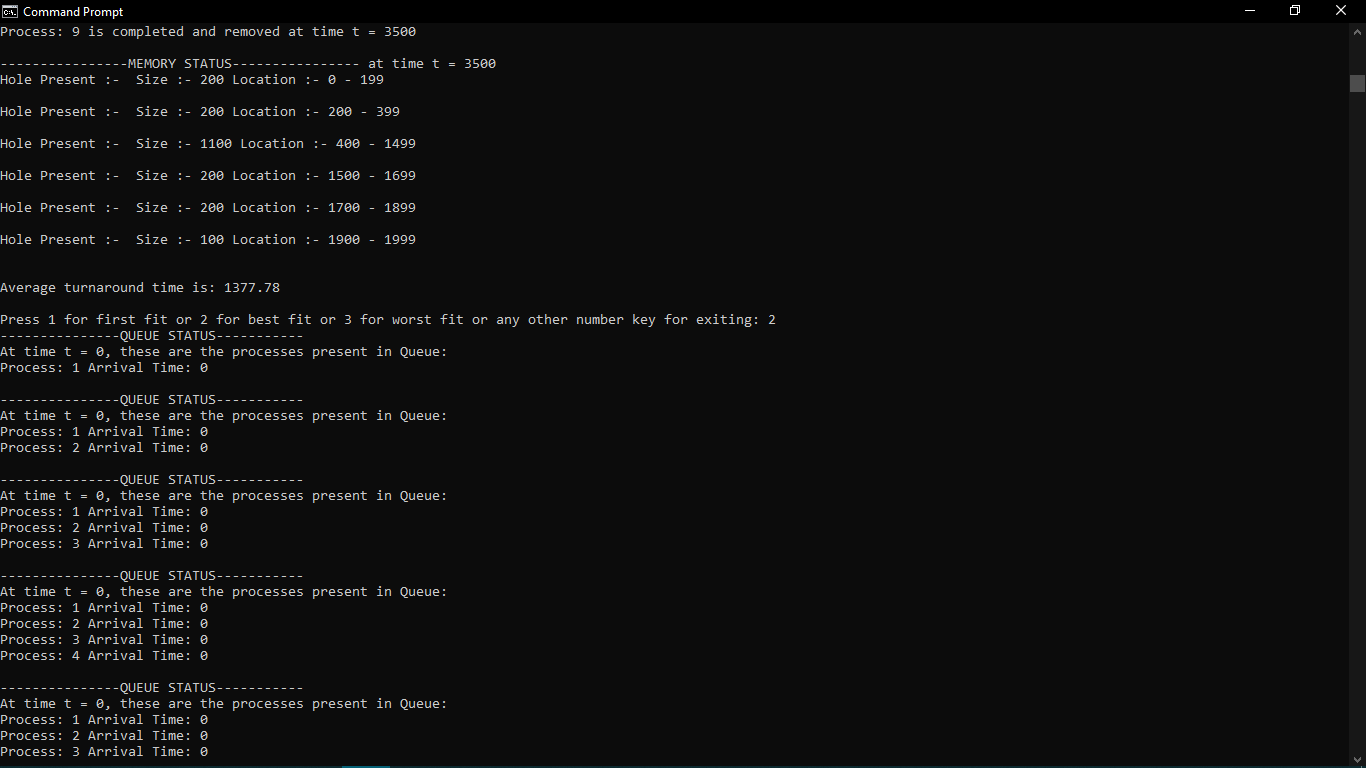 Command Prompt
Process: 9 is completed and removed at time t = 3500
----------------MEMORY STATUS---------------- at time t = 3500
Hole Present :-  Size :- 200 Location :- 0 - 199
Hole Present :-  Size :- 200 Location :- 200 - 399
Hole Present :-  Size :- 1100 Location :- 400 - 1499
Hole Present :-  Size :- 200 Location :- 1500 - 1699
Hole Present :-  Size :- 200 Location :- 1700 - 1899
Hole Present :-  Size :- 100 Location :- 1900 - 1999
Average turnaround time is: 1377.78
Press 1 for first fit or 2 for best fit or 3 for worst fit or any other number key for exiting: 2
---------------QUEUE STATUS-----------
At time t = 0, these are the processes present in Queue:
Process: 1 Arrival Time: 0
---------------QUEUE STATUS-----------
At time t = 0, these are the processes present in Queue:
Process: 1 Arrival Time: 0
Process: 2 Arrival Time: 0
---------------QUEUE STATUS-----------
At time t = 0, these are the processes present in Queue:
Process: 1 Arrival Time: 0
Process: 2 Arrival Time: 0
Process: 3 Arrival Time: 0
---------------QUEUE STATUS-----------
At time t = 0, these are the processes present in Queue:
Process: 1 Arrival Time: 0
Process: 2 Arrival Time: 0
Process: 3 Arrival Time: 0
Process: 4 Arrival Time: 0
---------------QUEUE STATUS-----------
At time t = 0, these are the processes present in Queue:
Process: 1 Arrival Time: 0
Process: 2 Arrival Time: 0
Process: 3 Arrival Time: 0